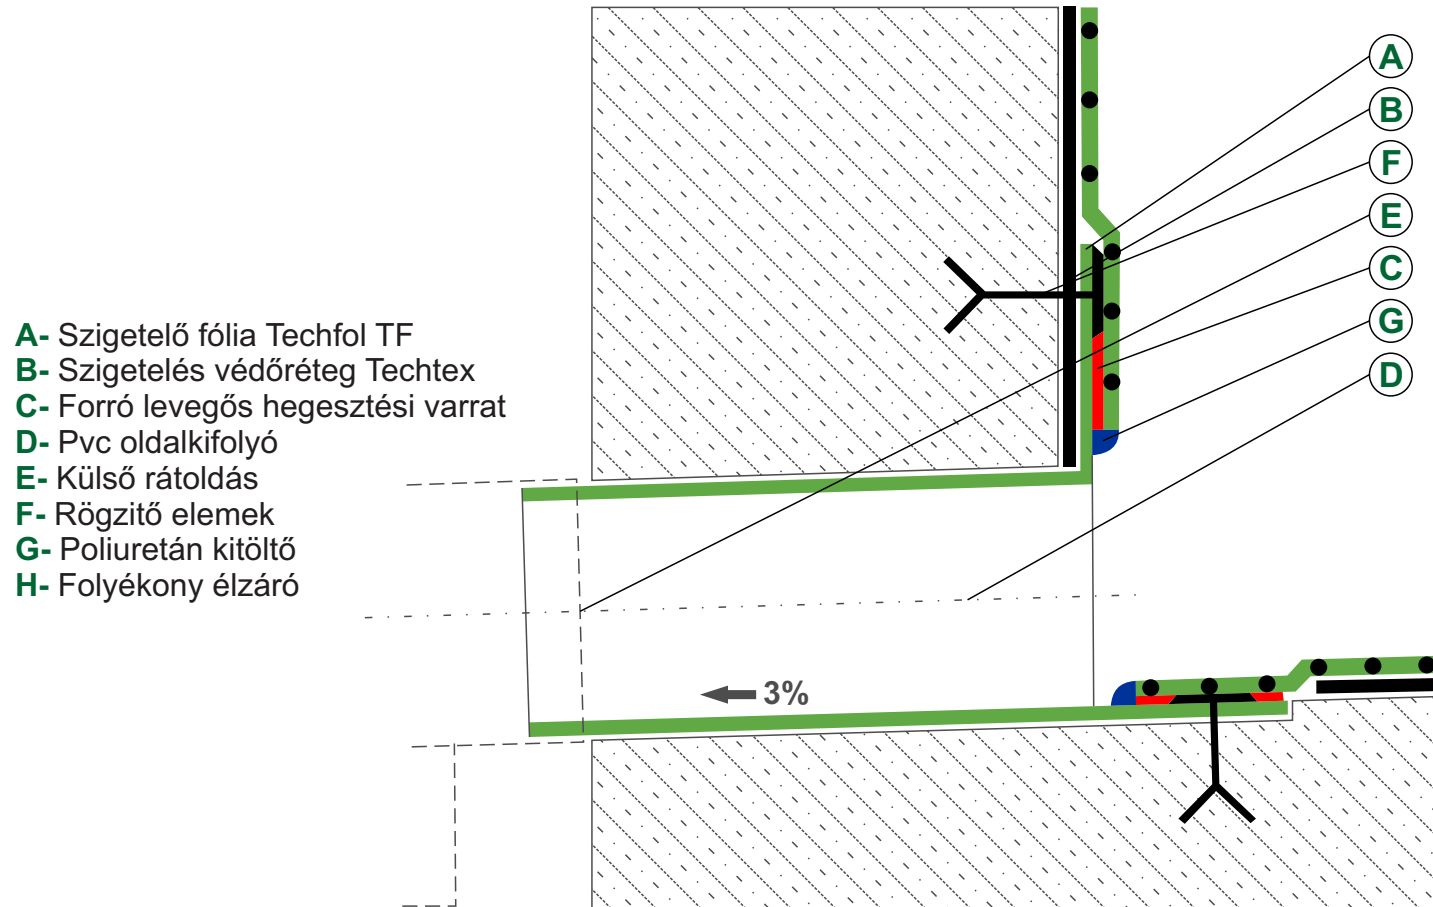 A
B
F
E
C
G
D
A- Szigetelő fólia Techfol TF
B- Szigetelés védőréteg Techtex
C- Forró levegős hegesztési varrat
D- Pvc oldalkifolyó
E- Külső rátoldás
F- Rögzitő elemek
G- Poliuretán kitöltő
H- Folyékony élzáró
3%